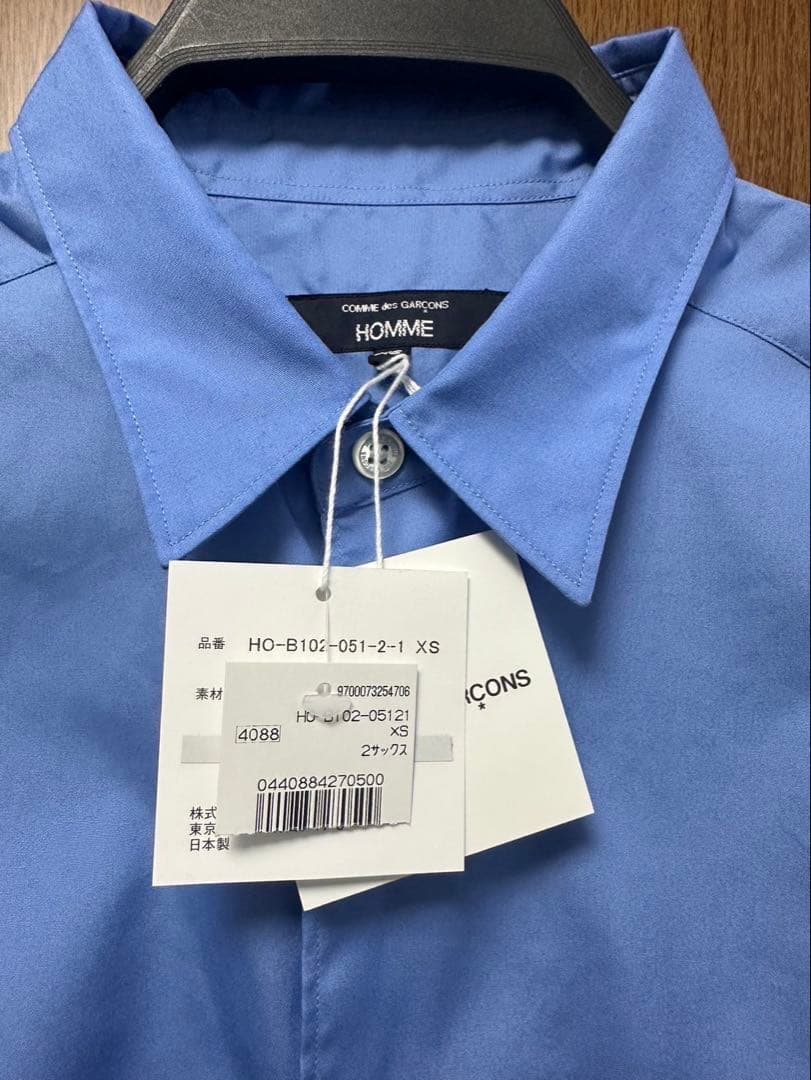 COMME des GARÇONS
HOMME
品番 HO-B102-051-2-1 XS
素材
RÇONS
9700073254706
HO-B102-05121
4088 XS
2サックス
0440884270500
株式
東京
日本製